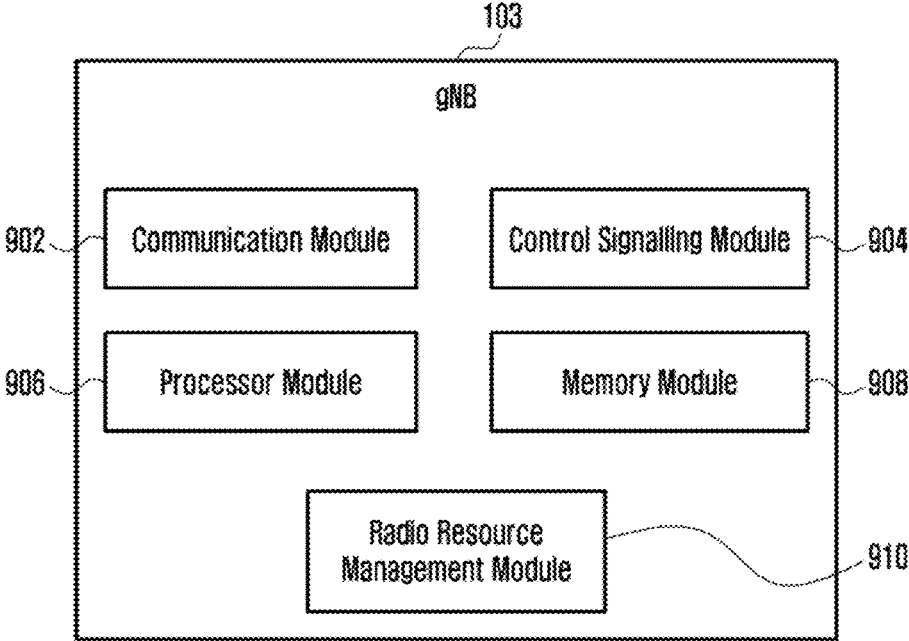 103
gNB
902
Communication Module
Control Signalling Module
904
906
Processor Module
Memory Module
908
Radio Resource
Management Module
910